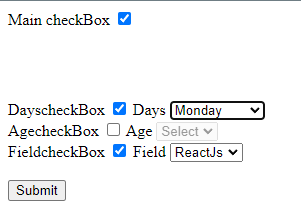 Main checkBox
DayscheckBox Days Monday
AgecheckBox Age Select
FieldcheckBox Field ReactJs
Submit